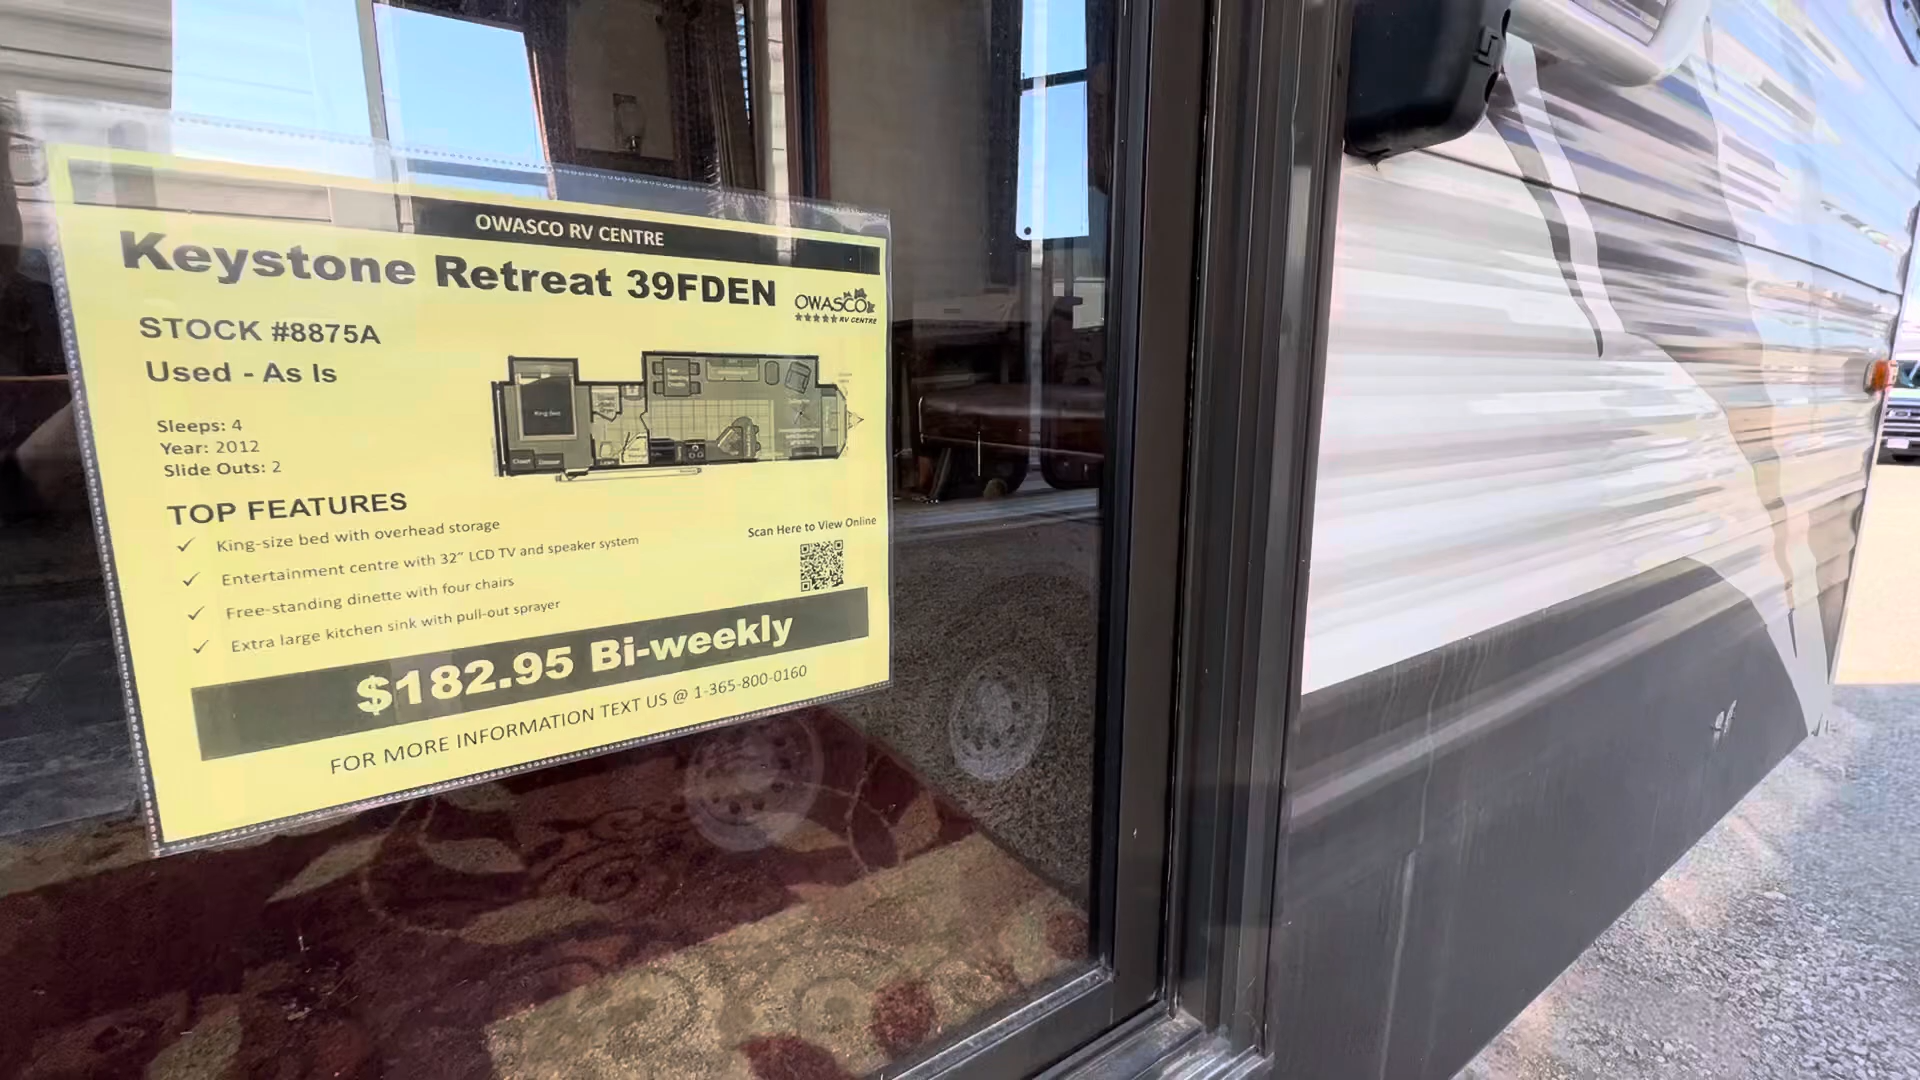 OWASCO RV CENTRE
Keystone Retreat 39FDEN
OWASCO
RV CENTRE
STOCK #8875A
Used - As Is
Sleeps: 4
Year: 2012
Slide Outs: 2
King Bed
TOP FEATURES
✓ King-size bed with overhead storage
✓ Entertainment centre with 32" LCD TV and speaker system
✓ Free-standing dinette with four chairs
✓ Extra large kitchen sink with pull-out sprayer
Scan Here to View Online
$182.95 Bi-weekly
FOR MORE INFORMATION TEXT US @ 1-365-800-0160